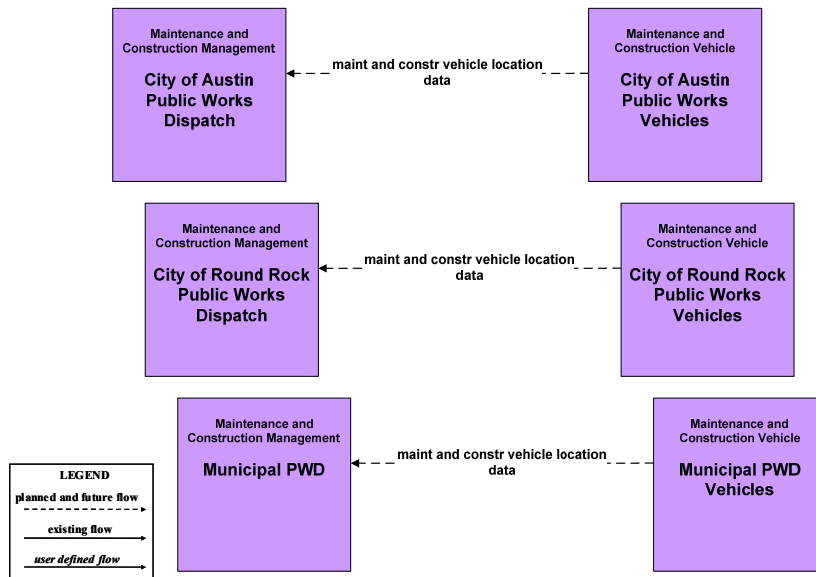 Maintenance and
Construction Management
City of Austin
Public Works
Dispatch
maint and constr vehicle location
data
Maintenance and
Construction Vehicle
City of Austin
Public Works
Vehicles
Maintenance and
Construction Management
City of Round Rock
Public Works
Dispatch
maint and constr vehicle location
data
Maintenance and
Construction Vehicle
City of Round Rock
Public Works
Vehicles
Maintenance and
Construction Management
Municipal PWD
maint and constr vehicle location
data
Maintenance and
Construction Vehicle
Municipal PWD
Vehicles
LEGEND
planned and future flow
existing flow
user defined flow